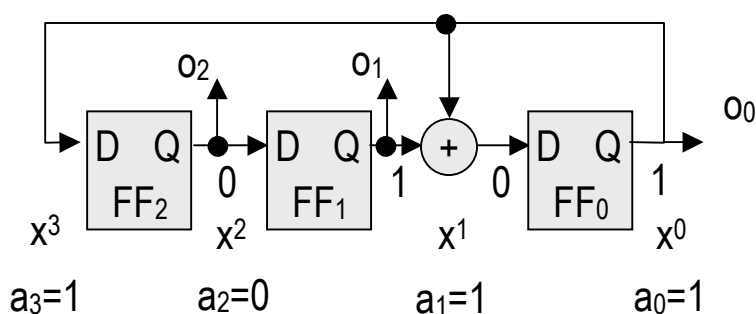 o₂ o₁ o₀
D Q D Q + D Q
FF₂ 0 FF₁ 1 0 FF₀ 1
x³ x² x¹ x⁰
a₃=1 a₂=0 a₁=1 a₀=1